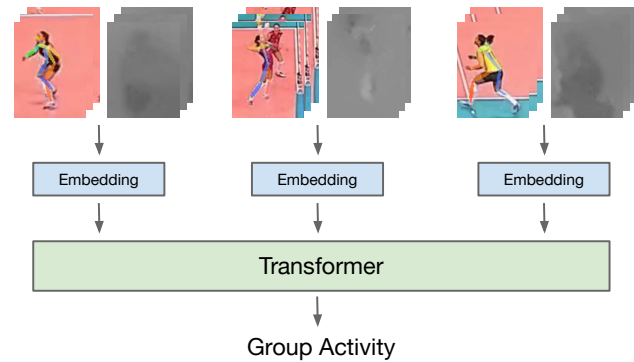 Embedding
Embedding
Embedding
Transformer
Group Activity